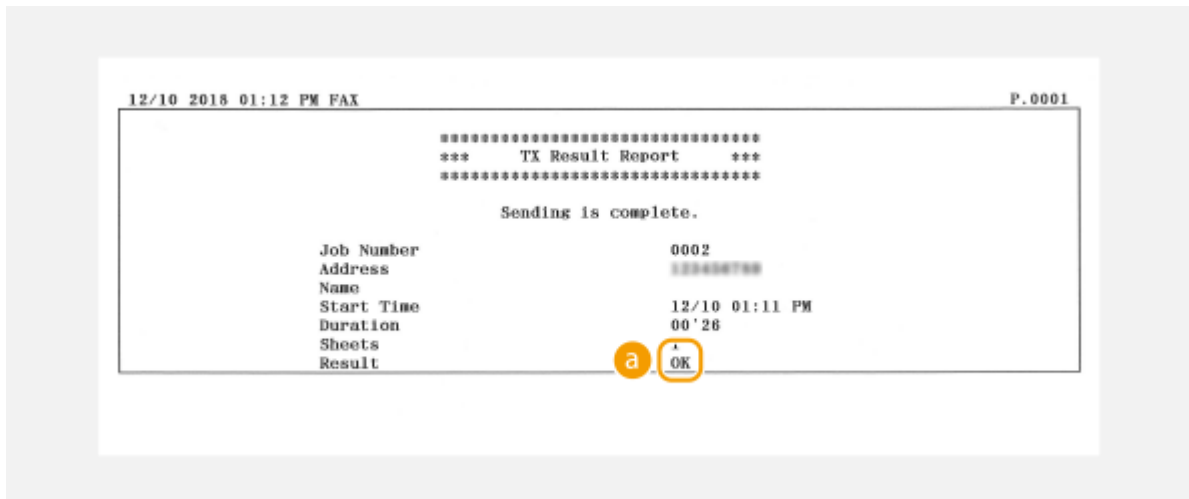 12/10 2018 01:12 PM FAX P.0001
********************************
*** TX Result Report ***
********************************
Sending is complete.
Job Number 0002
Address
Name
Start Time 12/10 01:11 PM
Duration 00'26
Sheets
Result a OK